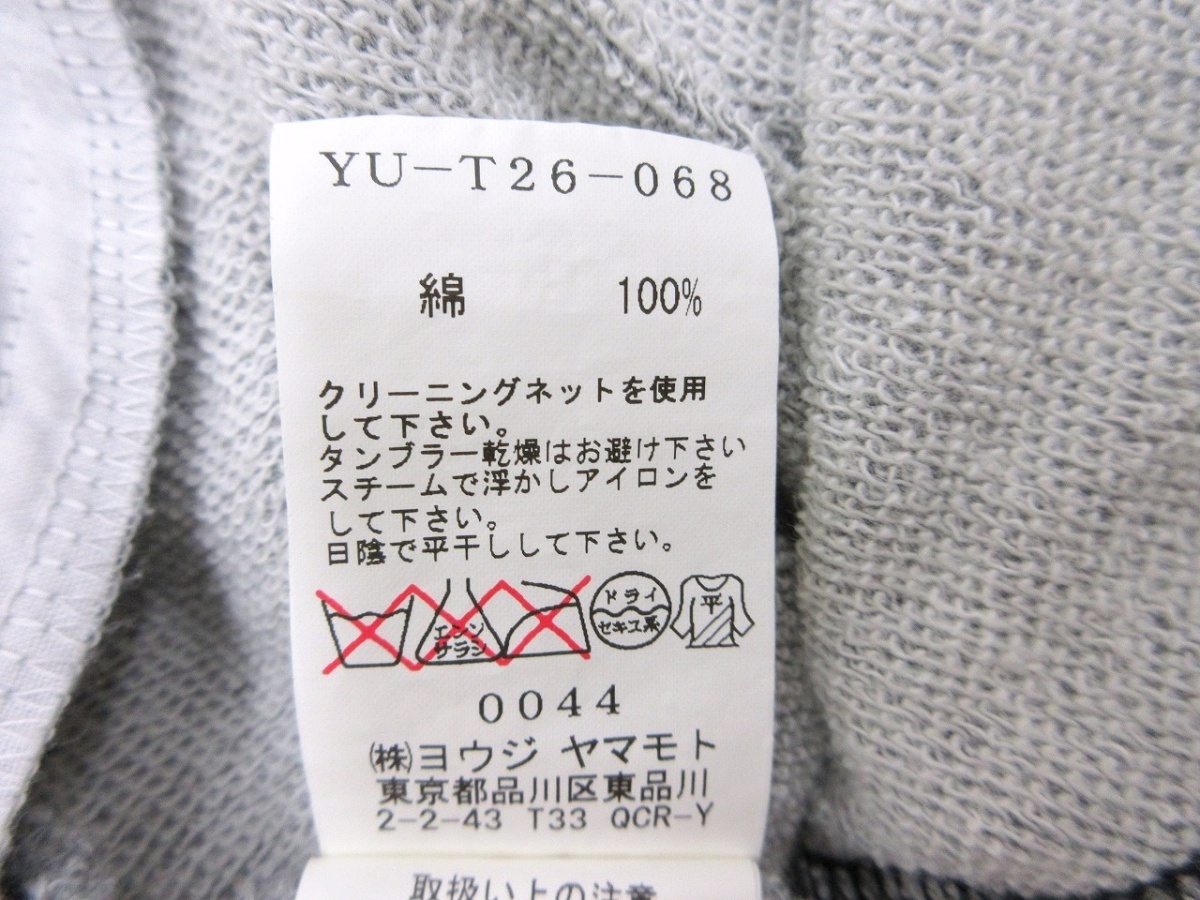 YU-T26-068
綿 100%
クリーニングネットを使用
して下さい。
タンブラー乾燥はお避け下さい
スチームで浮かしアイロンを
して下さい。
日陰で平干しして下さい。
エンソ
サラシ
ドライ
セキユ系
平
0044
㈱ヨウジ ヤマモト
東京都品川区東品川
2-2-43 T33 QCR-Y
取扱い上の注意